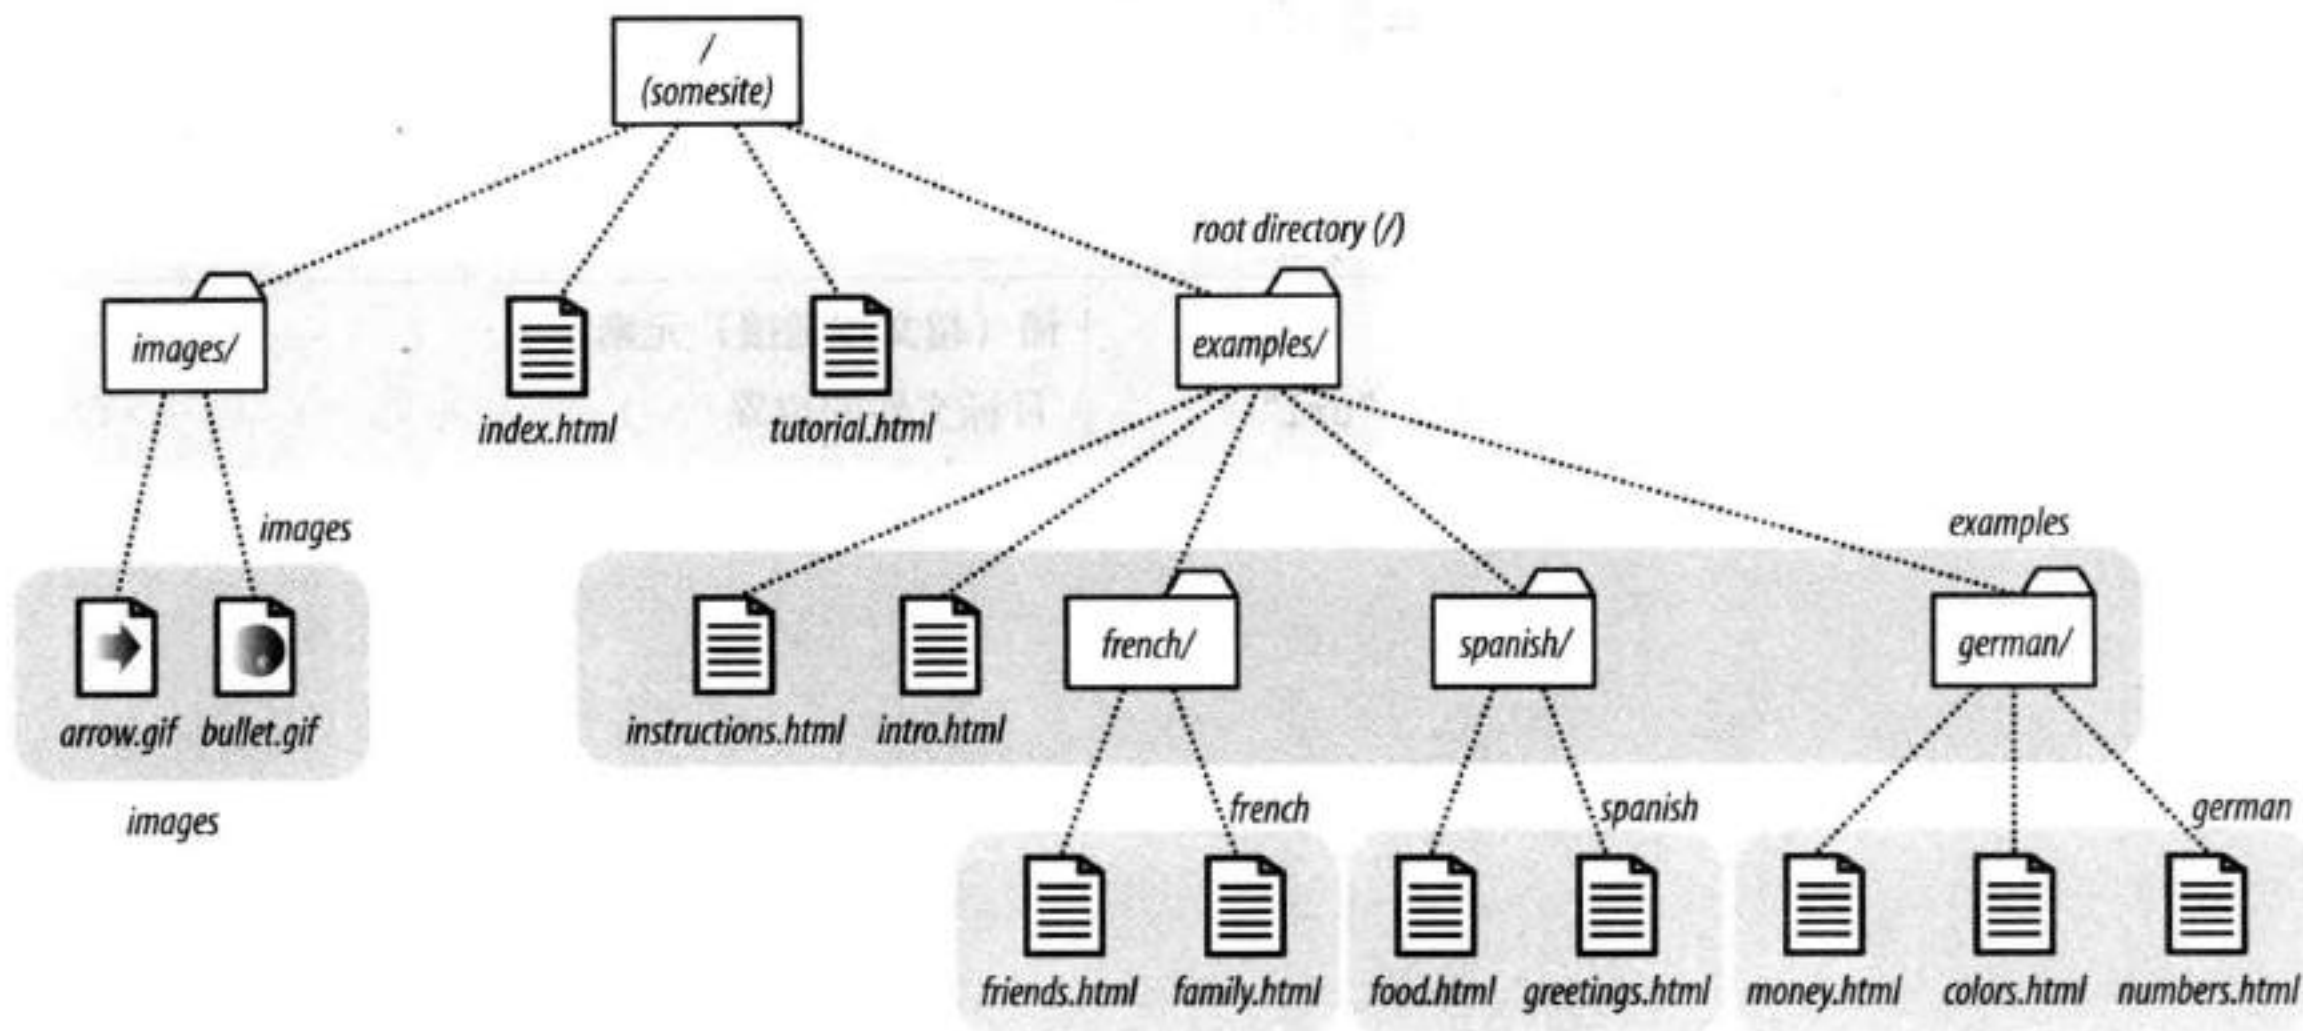 /
(somesite)
root directory (/)
images/
index.html
tutorial.html
examples/
images
examples
arrow.gif
bullet.gif
instructions.html
intro.html
french/
spanish/
german/
images
french
spanish
german
friends.html
family.html
food.html
greetings.html
money.html
colors.html
numbers.html